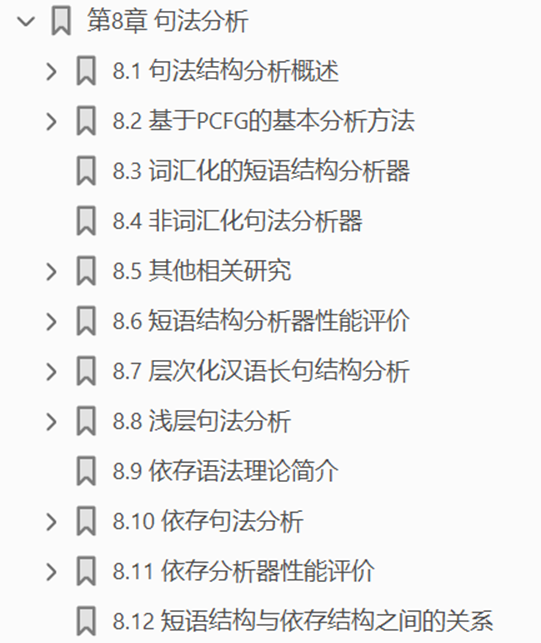 第8章 句法分析
8.1 句法结构分析概述
8.2 基于PCFG的基本分析方法
8.3 词汇化的短语结构分析器
8.4 非词汇化句法分析器
8.5 其他相关研究
8.6 短语结构分析器性能评价
8.7 层次化汉语长句结构分析
8.8 浅层句法分析
8.9 依存语法理论简介
8.10 依存句法分析
8.11 依存分析器性能评价
8.12 短语结构与依存结构之间的关系